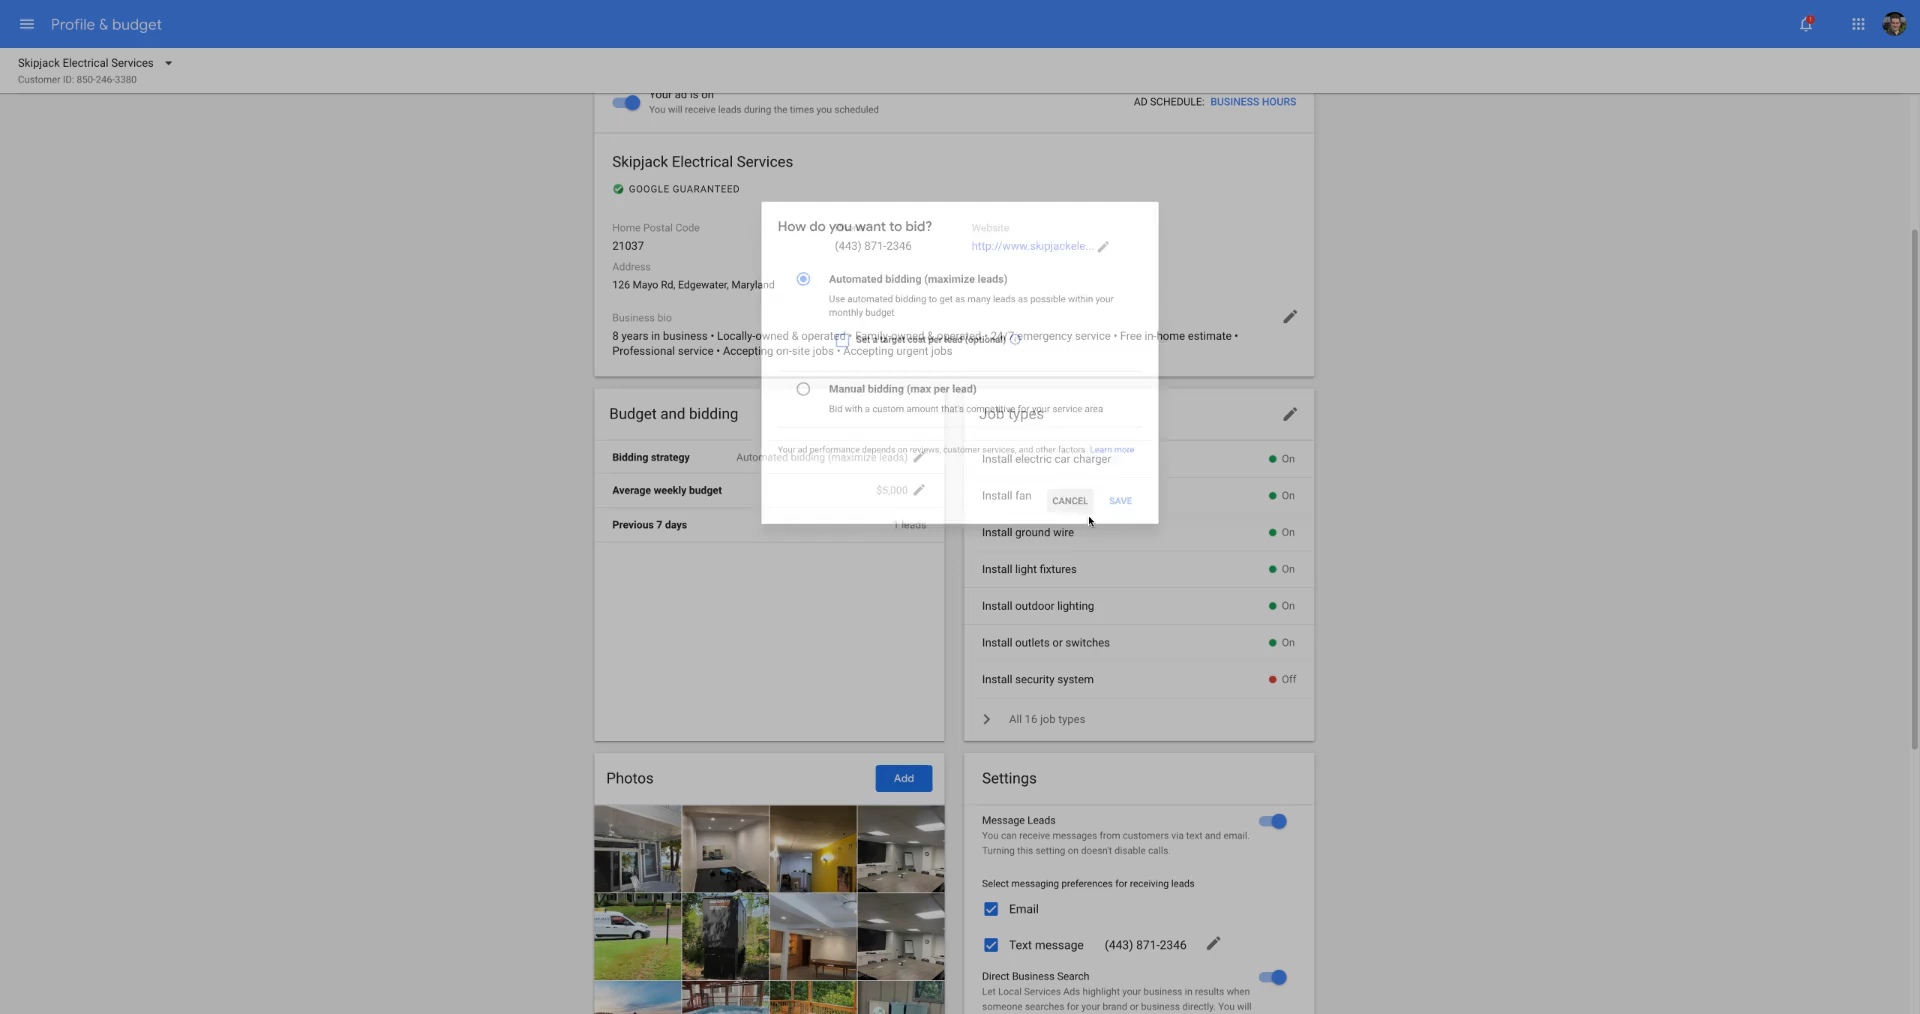 Profile & budget
Skipjack Electrical Services
Customer ID: 850-246-3380
Your ad is on
You will receive leads during the times you scheduled
AD SCHEDULE: BUSINESS HOURS
Skipjack Electrical Services
GOOGLE GUARANTEED
Home Postal Code
21037
Address
126 Mayo Rd, Edgewater, Maryland
(443) 871-2346
Website
http://www.skipjackele...
Business bio
8 years in business • Locally-owned & operated • Family-owned & operated • 24/7 emergency service • Free in-home estimate •
Professional service • Accepting on-site jobs • Accepting urgent jobs
How do you want to bid?
Automated bidding (maximize leads)
Use automated bidding to get as many leads as possible within your
monthly budget
Set a target cost per lead (optional)
Manual bidding (max per lead)
Bid with a custom amount that's competitive for your service area
Your ad performance depends on reviews, customer services, and other factors. Learn more
CANCEL
SAVE
Budget and bidding
Bidding strategy Automated bidding (maximize leads)
Average weekly budget $5,000
Previous 7 days 1 leads
Job types
Install electric car charger On
Install fan On
Install ground wire On
Install light fixtures On
Install outdoor lighting On
Install outlets or switches On
Install security system Off
All 16 job types
Photos
Add
Settings
Message Leads
You can receive messages from customers via text and email.
Turning this setting on doesn't disable calls.
Select messaging preferences for receiving leads
Email
Text message (443) 871-2346
Direct Business Search
Let Local Services Ads highlight your business in results when
someone searches for your brand or business directly. You will